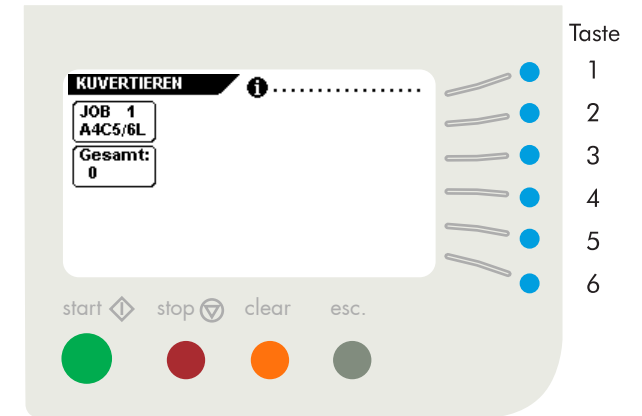 Taste
KUVERTIEREN
1
JOB 1
A4C5/6L
2
Gesamt:
0
3
4
5
6
start stop clear esc.